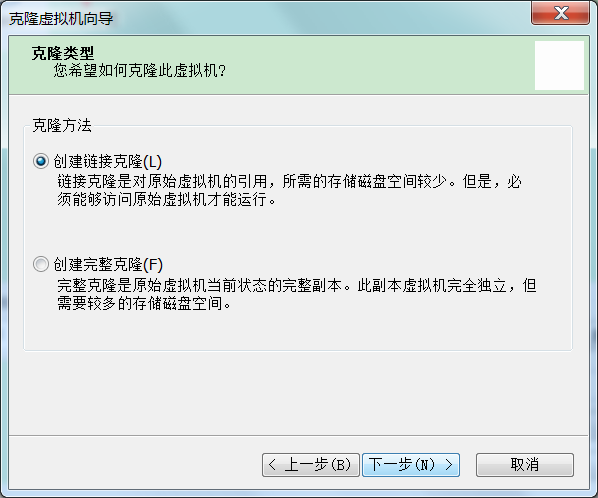 克隆虚拟机向导
克隆类型
您希望如何克隆此虚拟机?
克隆方法
创建链接克隆(L)
链接克隆是对原始虚拟机的引用，所需的存储磁盘空间较少。但是，必
须能够访问原始虚拟机才能运行。
创建完整克隆(F)
完整克隆是原始虚拟机当前状态的完整副本。此副本虚拟机完全独立，但
需要较多的存储磁盘空间。
< 上一步(B) 下一步(N) > 取消